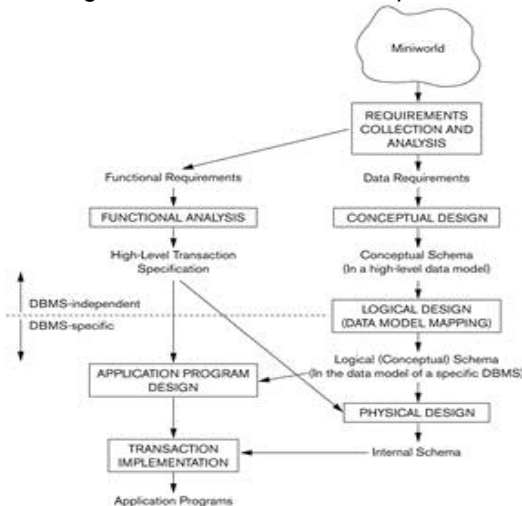 Miniworld
REQUIREMENTS
COLLECTION AND
ANALYSIS
Functional Requirements
Data Requirements
FUNCTIONAL ANALYSIS
CONCEPTUAL DESIGN
High-Level Transaction
Specification
Conceptual Schema
(In a high-level data model)
DBMS-independent
DBMS-specific
LOGICAL DESIGN
(DATA MODEL MAPPING)
Logical (Conceptual) Schema
(In the data model of a specific DBMS)
APPLICATION PROGRAM
DESIGN
PHYSICAL DESIGN
TRANSACTION
IMPLEMENTATION
Internal Schema
Application Programs